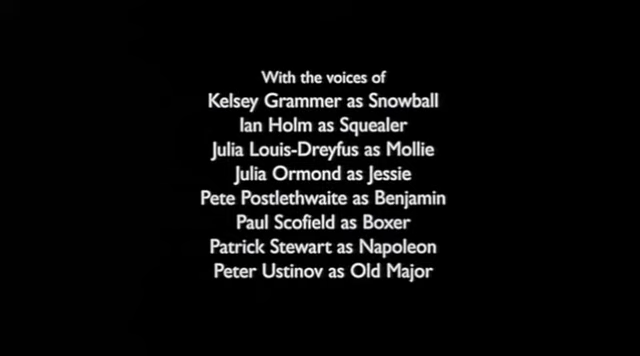 With the voices of
Kelsey Grammer as Snowball
Ian Holm as Squealer
Julia Louis-Dreyfus as Mollie
Julia Ormond as Jessie
Pete Postlethwaite as Benjamin
Paul Scofield as Boxer
Patrick Stewart as Napoleon
Peter Ustinov as Old Major